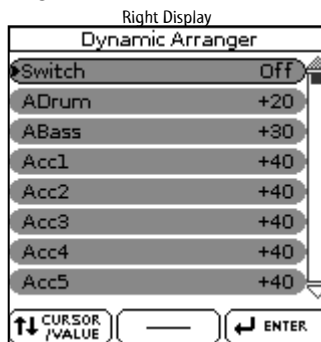 Right Display
Dynamic Arranger
Switch Off
ADrum +20
ABass +30
Acc1 +40
Acc2 +40
Acc3 +40
Acc4 +40
Acc5 +40
CURSOR /VALUE ENTER